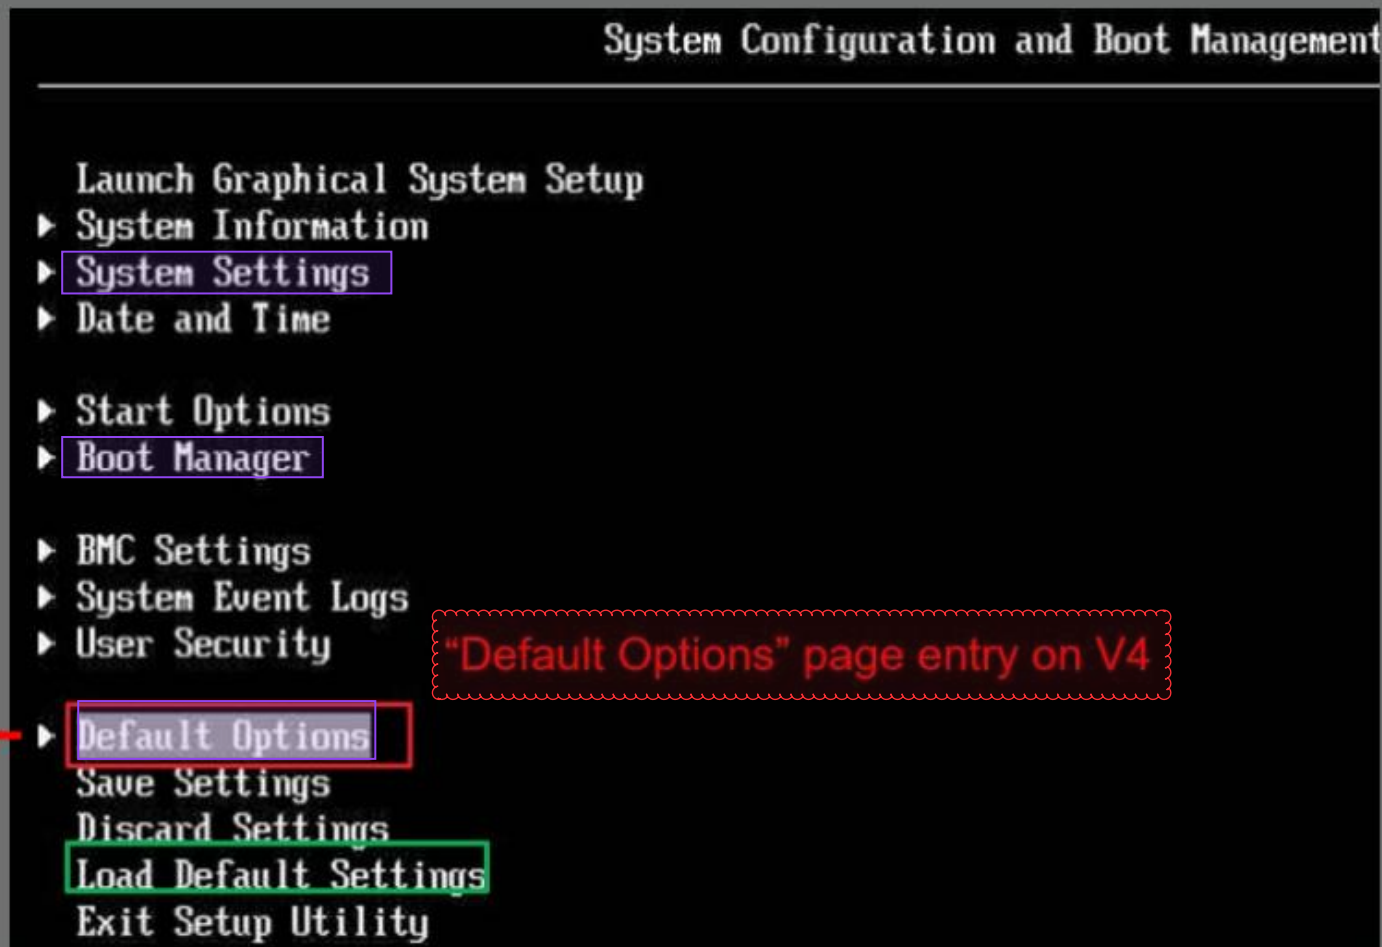 System Configuration and Boot Management
Launch Graphical System Setup
System Information
System Settings
Date and Time
Start Options
Boot Manager
BMC Settings
System Event Logs
User Security
“Default Options” page entry on V4
Default Options
Save Settings
Discard Settings
Load Default Settings
Exit Setup Utility